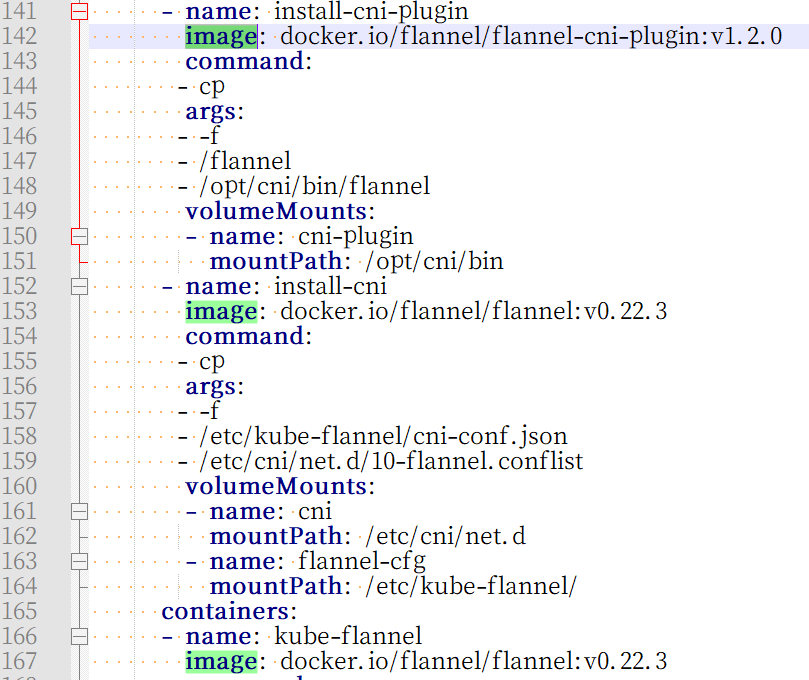 141 - name: install-cni-plugin
142 image: docker.io/flannel/flannel-cni-plugin:v1.2.0
143 command:
144 - cp
145 args:
146 - -f
147 - /flannel
148 - /opt/cni/bin/flannel
149 volumeMounts:
150 - name: cni-plugin
151 mountPath: /opt/cni/bin
152 - name: install-cni
153 image: docker.io/flannel/flannel:v0.22.3
154 command:
155 - cp
156 args:
157 - -f
158 - /etc/kube-flannel/cni-conf.json
159 - /etc/cni/net.d/10-flannel.conflist
160 volumeMounts:
161 - name: cni
162 mountPath: /etc/cni/net.d
163 - name: flannel-cfg
164 mountPath: /etc/kube-flannel/
165 containers:
166 - name: kube-flannel
167 image: docker.io/flannel/flannel:v0.22.3